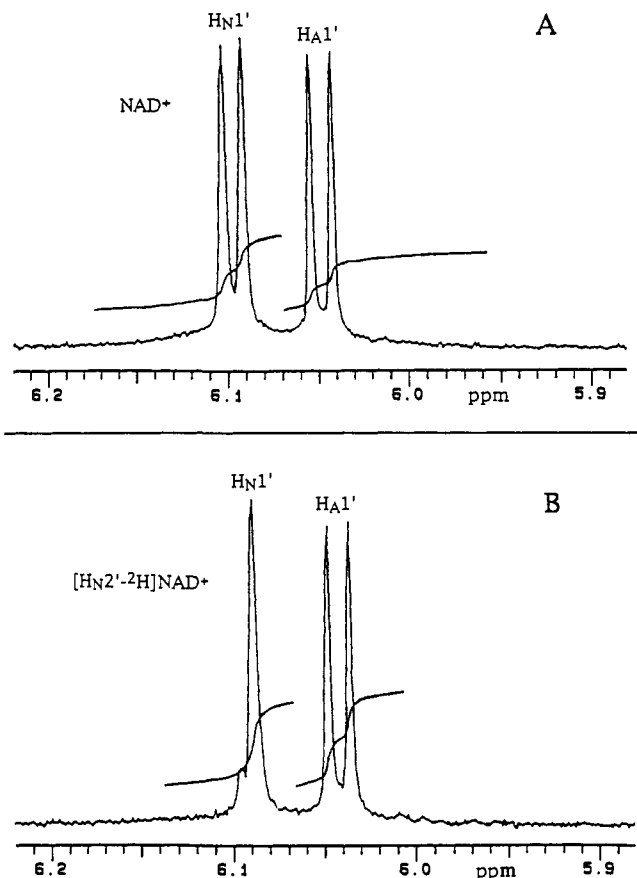 HN1' HA1' A
NAD+
6.2 6.1 6.0 ppm 5.9
HN1' HA1' B
[HN2'-2H]NAD+
6.2 6.1 6.0 ppm 5.9